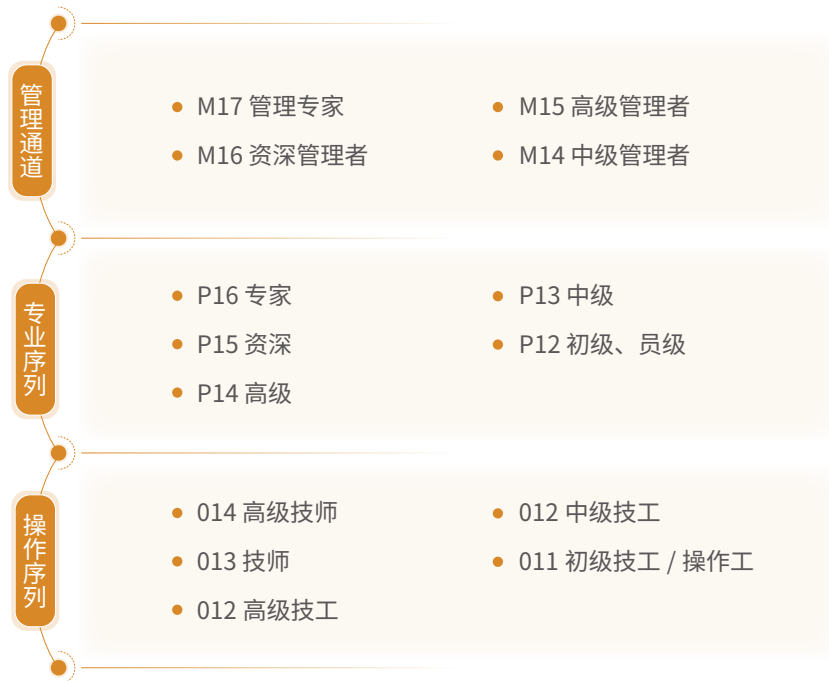 管理通道
M17 管理专家
M16 资深管理者
M15 高级管理者
M14 中级管理者
专业序列
P16 专家
P15 资深
P14 高级
P13 中级
P12 初级、员级
操作序列
014 高级技师
013 技师
012 高级技工
012 中级技工
011 初级技工 / 操作工